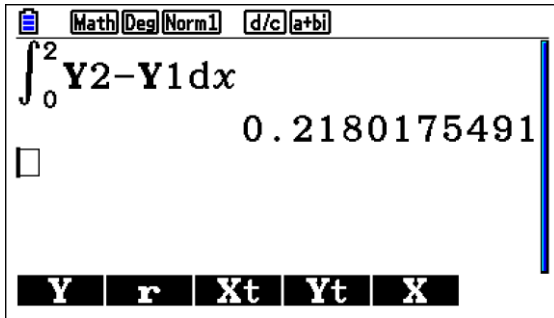 Math Deg Norm1 d/c a+bi
∫₀² Y2−Y1dx
0.2180175491
Y r Xt Yt X